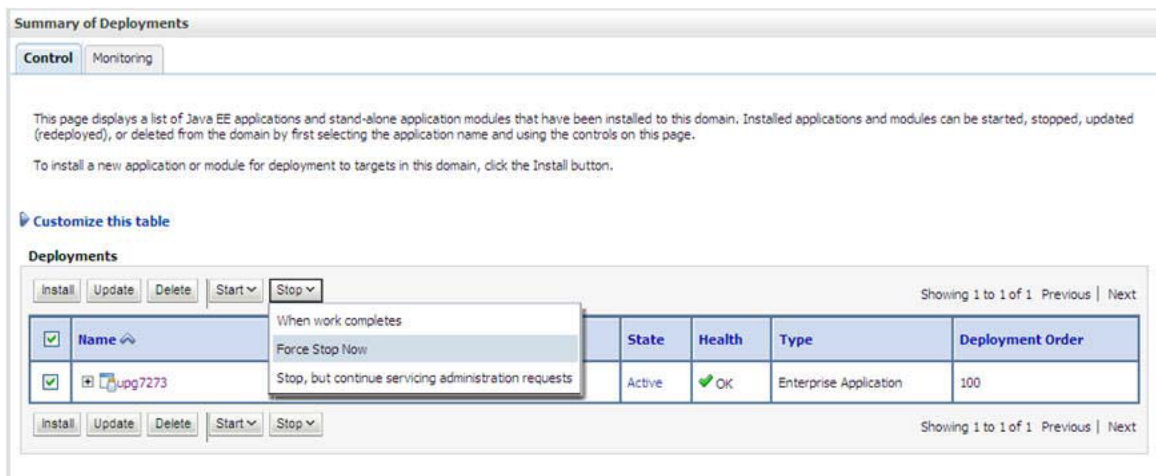 Summary of Deployments
Control Monitoring
This page displays a list of Java EE applications and stand-alone application modules that have been installed to this domain. Installed applications and modules can be started, stopped, updated
(redeployed), or deleted from the domain by first selecting the application name and using the controls on this page.
To install a new application or module for deployment to targets in this domain, click the Install button.
Customize this table
Deployments
Install Update Delete Start Stop Showing 1 to 1 of 1 Previous | Next
When work completes
Name State Health Type Deployment Order
Force Stop Now
Stop, but continue servicing administration requests
upg7273 Active OK Enterprise Application 100
Install Update Delete Start Stop Showing 1 to 1 of 1 Previous | Next